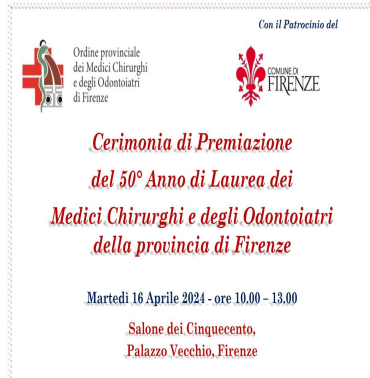 Con il Patrocinio del
Ordine provinciale
dei Medici Chirurghi
e degli Odontoiatri
di Firenze
COMUNE DI
FIRENZE
Cerimonia di Premiazione
del 50° Anno di Laurea dei
Medici Chirurghi e degli Odontoiatri
della provincia di Firenze
Martedì 16 Aprile 2024 - ore 10.00 – 13.00
Salone dei Cinquecento,
Palazzo Vecchio, Firenze